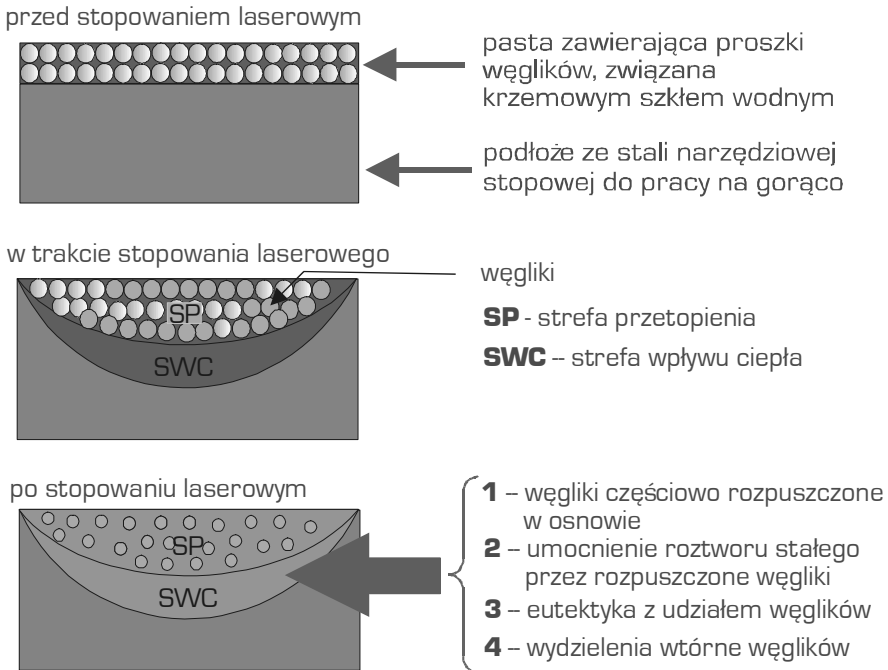 przed stopowaniem laserowym
pasta zawierająca proszki
węglików, związana
krzemowym szkłem wodnym
podłoże ze stali narzędziowej
stopowej do pracy na gorąco
w trakcie stopowania laserowego
węgliki
SP
SP - strefa przetopienia
SWC
SWC – strefa wpływu ciepła
po stopowaniu laserowym
1 – węgliki częściowo rozpuszczone
w osnowie
SP
2 – umocnienie roztworu stałego
przez rozpuszczone węgliki
SWC
3 – eutektyka z udziałem węglików
4 – wydzielenia wtórne węglików